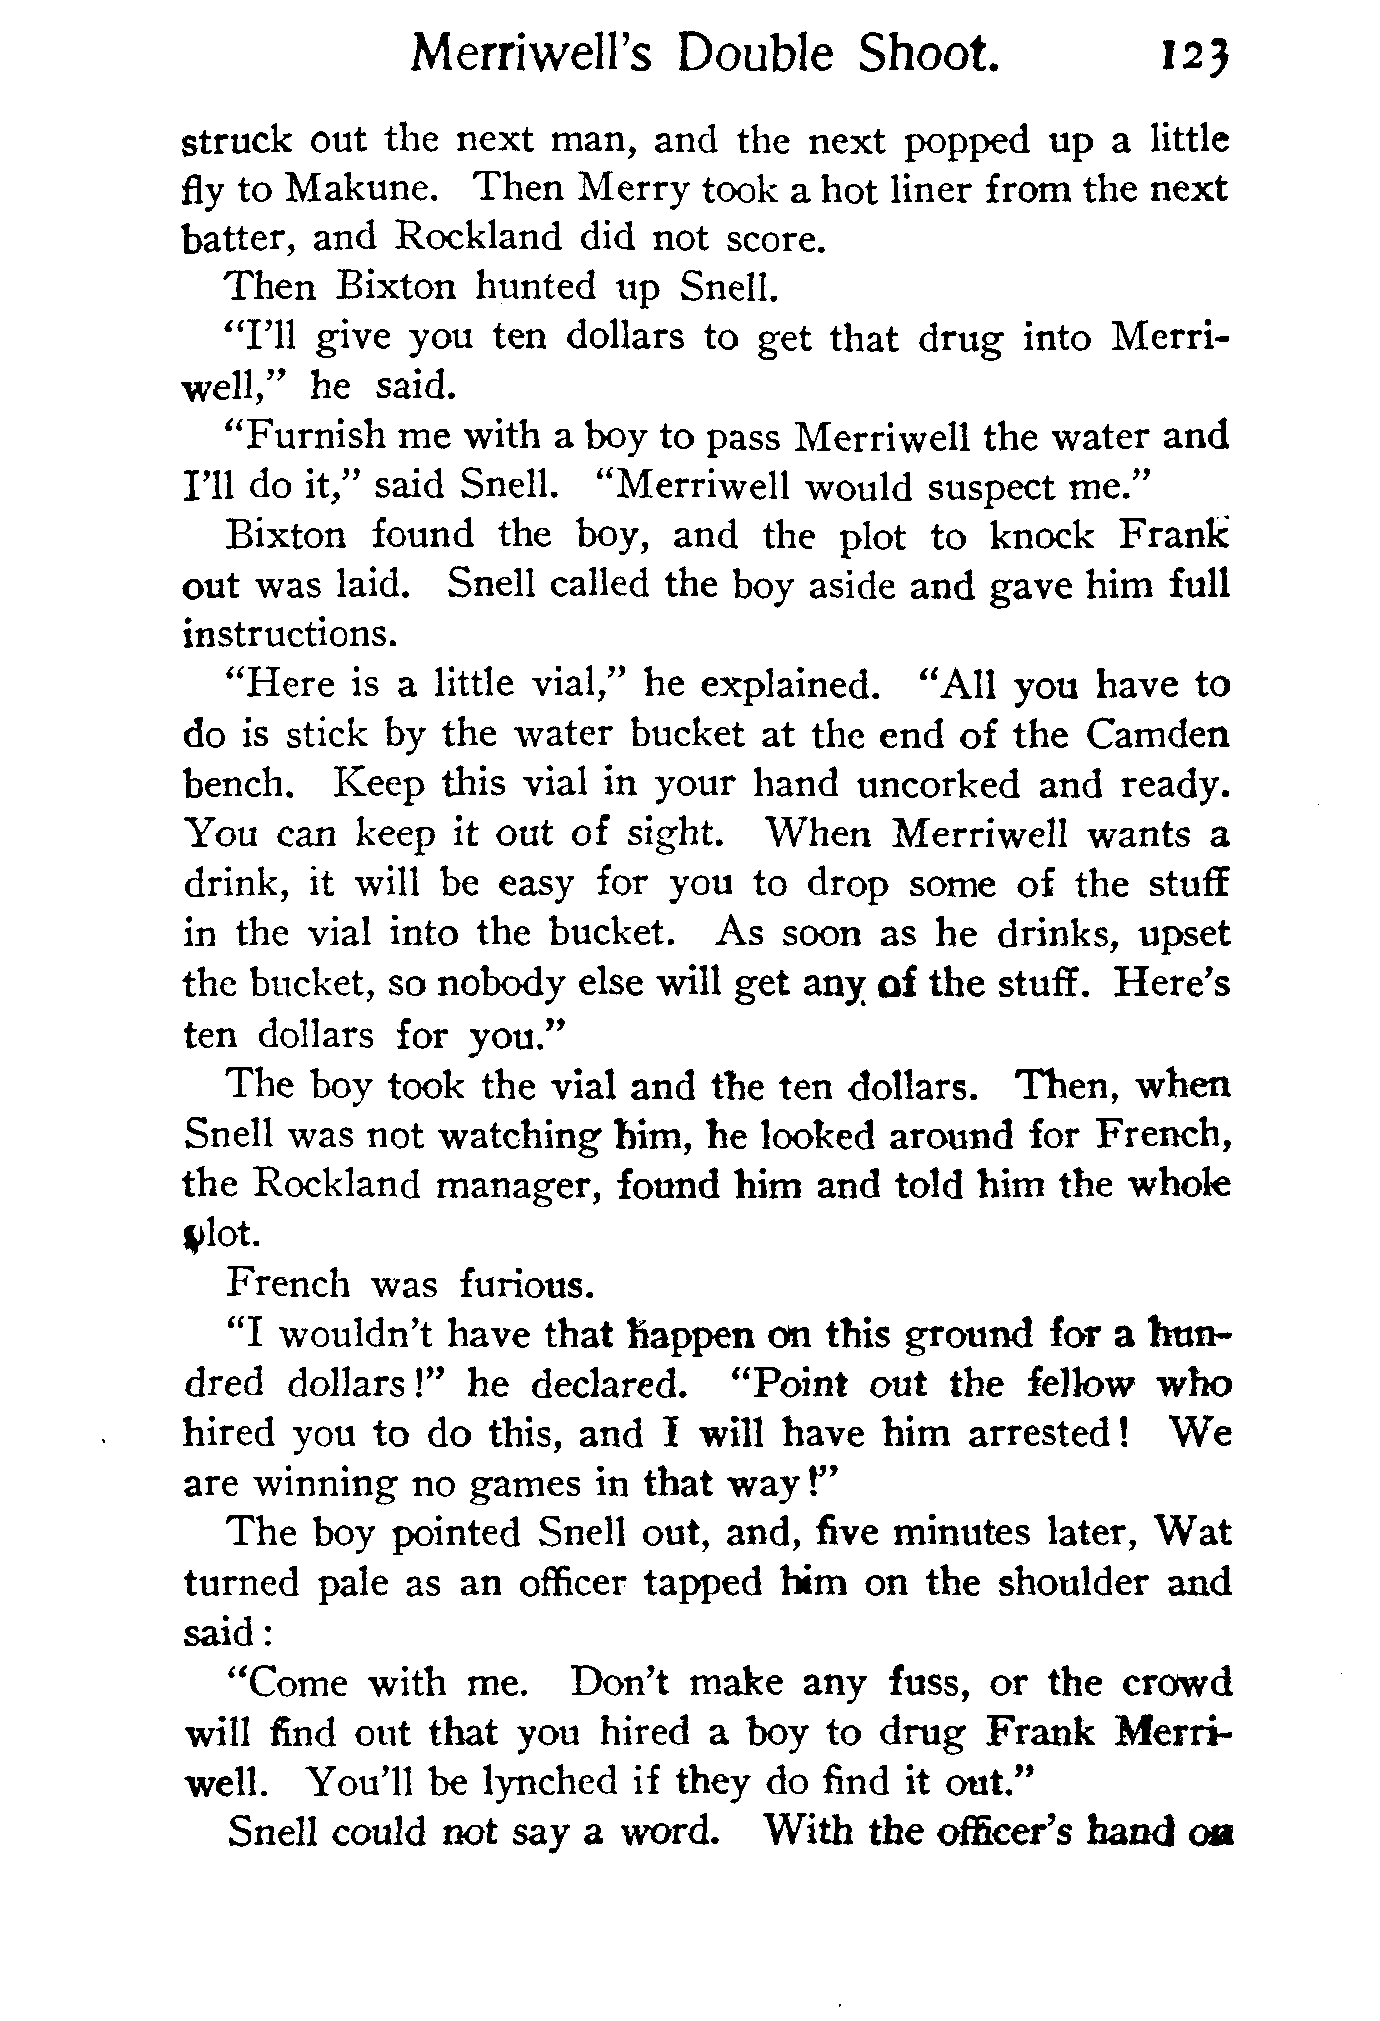 Merriwell's Double Shoot. 123
struck out the next man, and the next popped up a little
fly to Makune. Then Merry took a hot liner from the next
batter, and Rockland did not score.
Then Bixton hunted up Snell.
“I'll give you ten dollars to get that drug into Merri-
well,” he said.
“Furnish me with a boy to pass Merriwell the water and
I'll do it,” said Snell. “Merriwell would suspect me.”
Bixton found the boy, and the plot to knock Frank
out was laid. Snell called the boy aside and gave him full
instructions.
“Here is a little vial,” he explained. “All you have to
do is stick by the water bucket at the end of the Camden
bench. Keep this vial in your hand uncorked and ready.
You can keep it out of sight. When Merriwell wants a
drink, it will be easy for you to drop some of the stuff
in the vial into the bucket. As soon as he drinks, upset
the bucket, so nobody else will get any of the stuff. Here's
ten dollars for you.”
The boy took the vial and the ten dollars. Then, when
Snell was not watching him, he looked around for French,
the Rockland manager, found him and told him the whole
plot.
French was furious.
“I wouldn't have that happen on this ground for a hun-
dred dollars!” he declared. “Point out the fellow who
hired you to do this, and I will have him arrested! We
are winning no games in that way!”
The boy pointed Snell out, and, five minutes later, Wat
turned pale as an officer tapped him on the shoulder and
said:
“Come with me. Don't make any fuss, or the crowd
will find out that you hired a boy to drug Frank Merri-
well. You'll be lynched if they do find it out.”
Snell could not say a word. With the officer's hand on